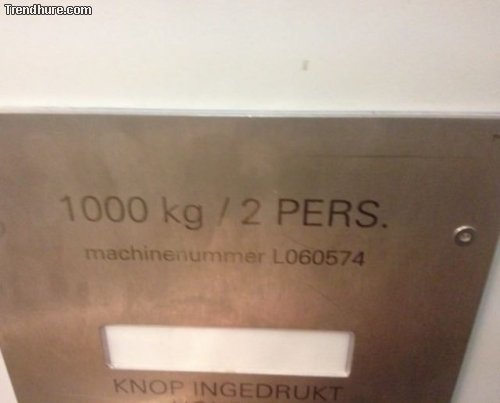 Trendhure.com
1000 kg / 2 PERS.
machinenummer L060574
KNOP INGEDRUKT